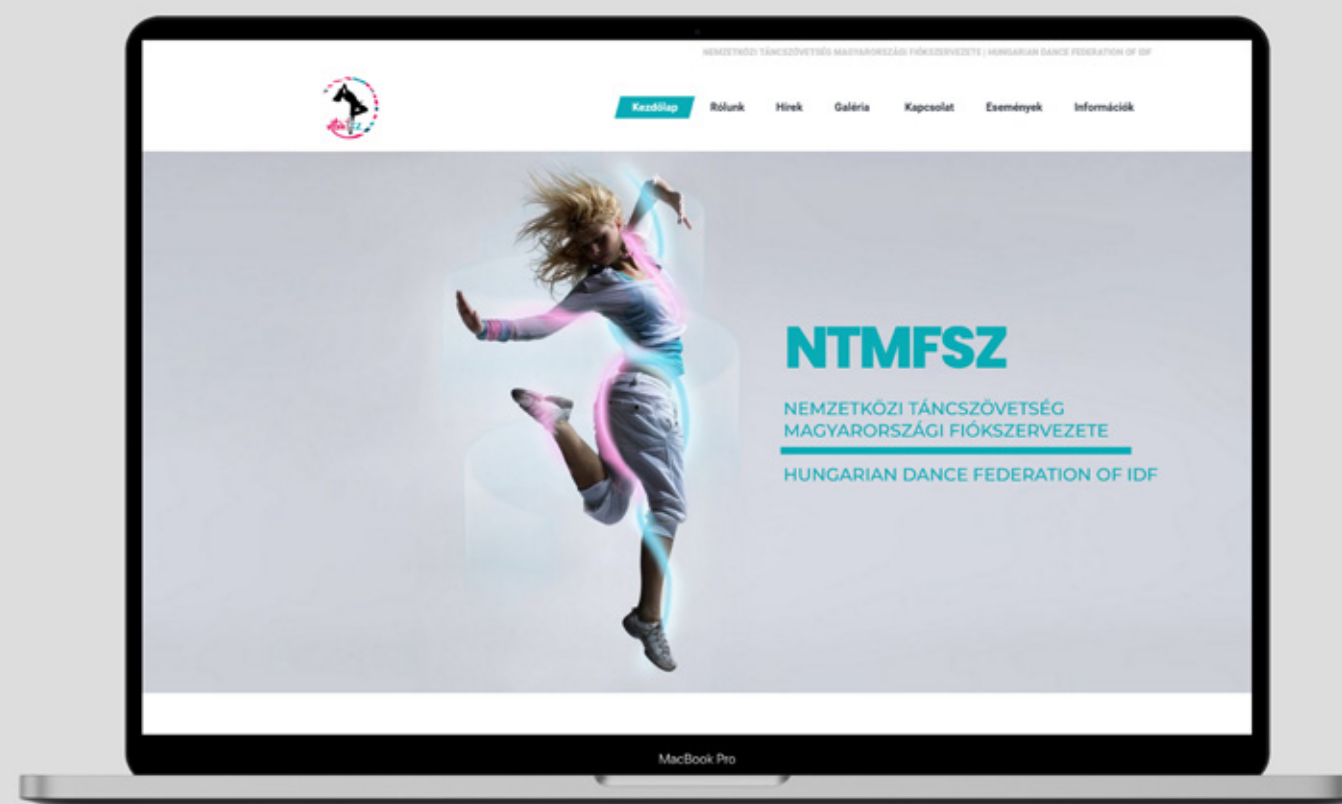 NEMZETKÖZI TÁNCSZÖVETSÉG MAGYARORSZÁGI FIÓKSZERVEZETE | HUNGARIAN DANCE FEDERATION OF IDF
Kezdőlap Rólunk Hírek Galéria Kapcsolat Események Információk
NTMFSZ
NEMZETKÖZI TÁNCSZÖVETSÉG
MAGYARORSZÁGI FIÓKSZERVEZETE
HUNGARIAN DANCE FEDERATION OF IDF
MacBook Pro